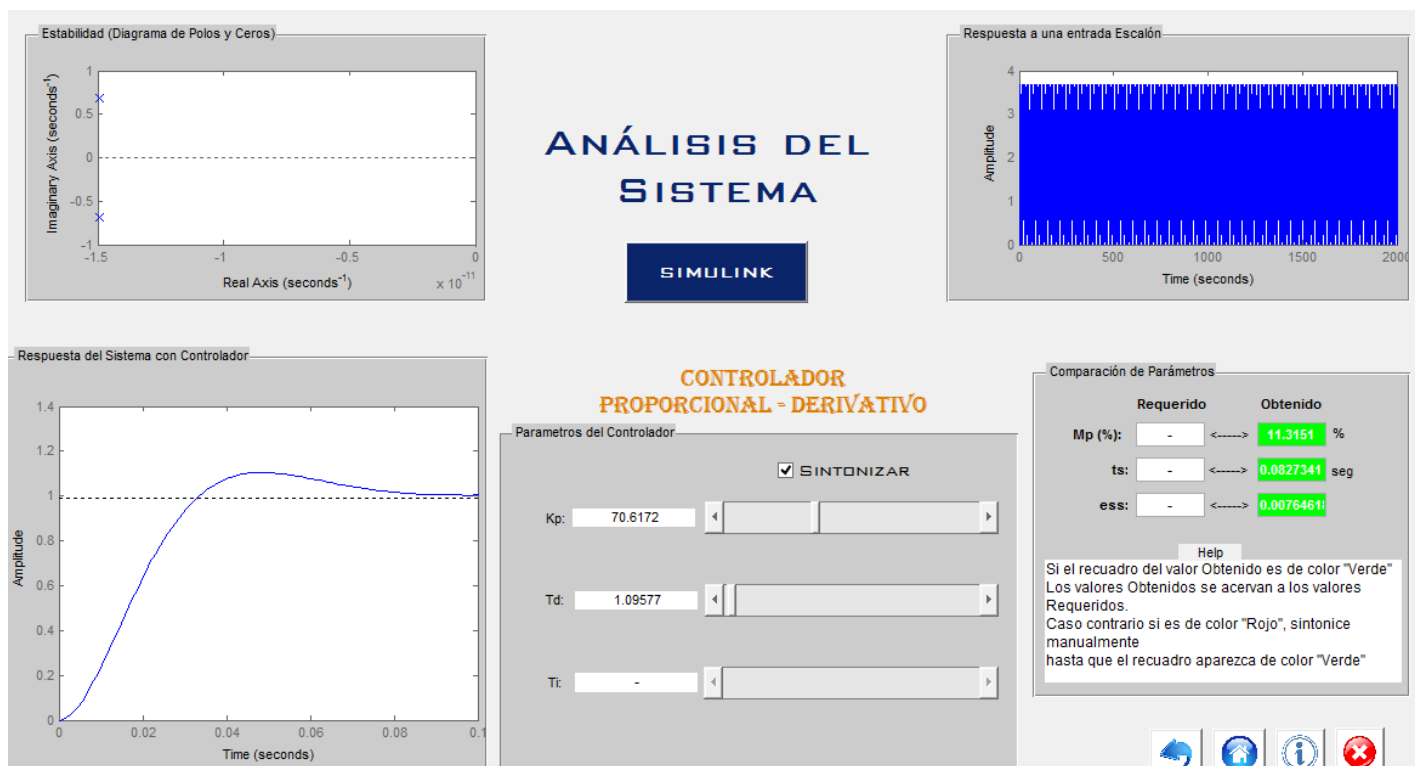 Estabilidad (Diagrama de Polos y Ceros)
1
0.5
0
-0.5
-1
-1.5
-1
-0.5
0
Imaginary Axis (seconds⁻¹)
Real Axis (seconds⁻¹)
x 10⁻¹¹
ANÁLISIS DEL
SISTEMA
SIMULINK
Respuesta a una entrada Escalón
4
3
2
1
0
0
500
1000
1500
2000
Amplitude
Time (seconds)
Respuesta del Sistema con Controlador
1.4
1.2
1
0.8
0.6
0.4
0.2
0
0
0.02
0.04
0.06
0.08
0.1
Amplitude
Time (seconds)
CONTROLADOR
PROPORCIONAL - DERIVATIVO
Parametros del Controlador
SINTONIZAR
Kp: 70.6172
Td: 1.09577
Ti: -
Comparación de Parámetros
Requerido Obtenido
Mp (%): - <-----> 11.3151 %
ts: - <-----> 0.0827341 seg
ess: - <-----> 0.0076461
Help
Si el recuadro del valor Obtenido es de color "Verde"
Los valores Obtenidos se acervan a los valores
Requeridos.
Caso contrario si es de color "Rojo", sintonice
manualmente
hasta que el recuadro aparezca de color "Verde"